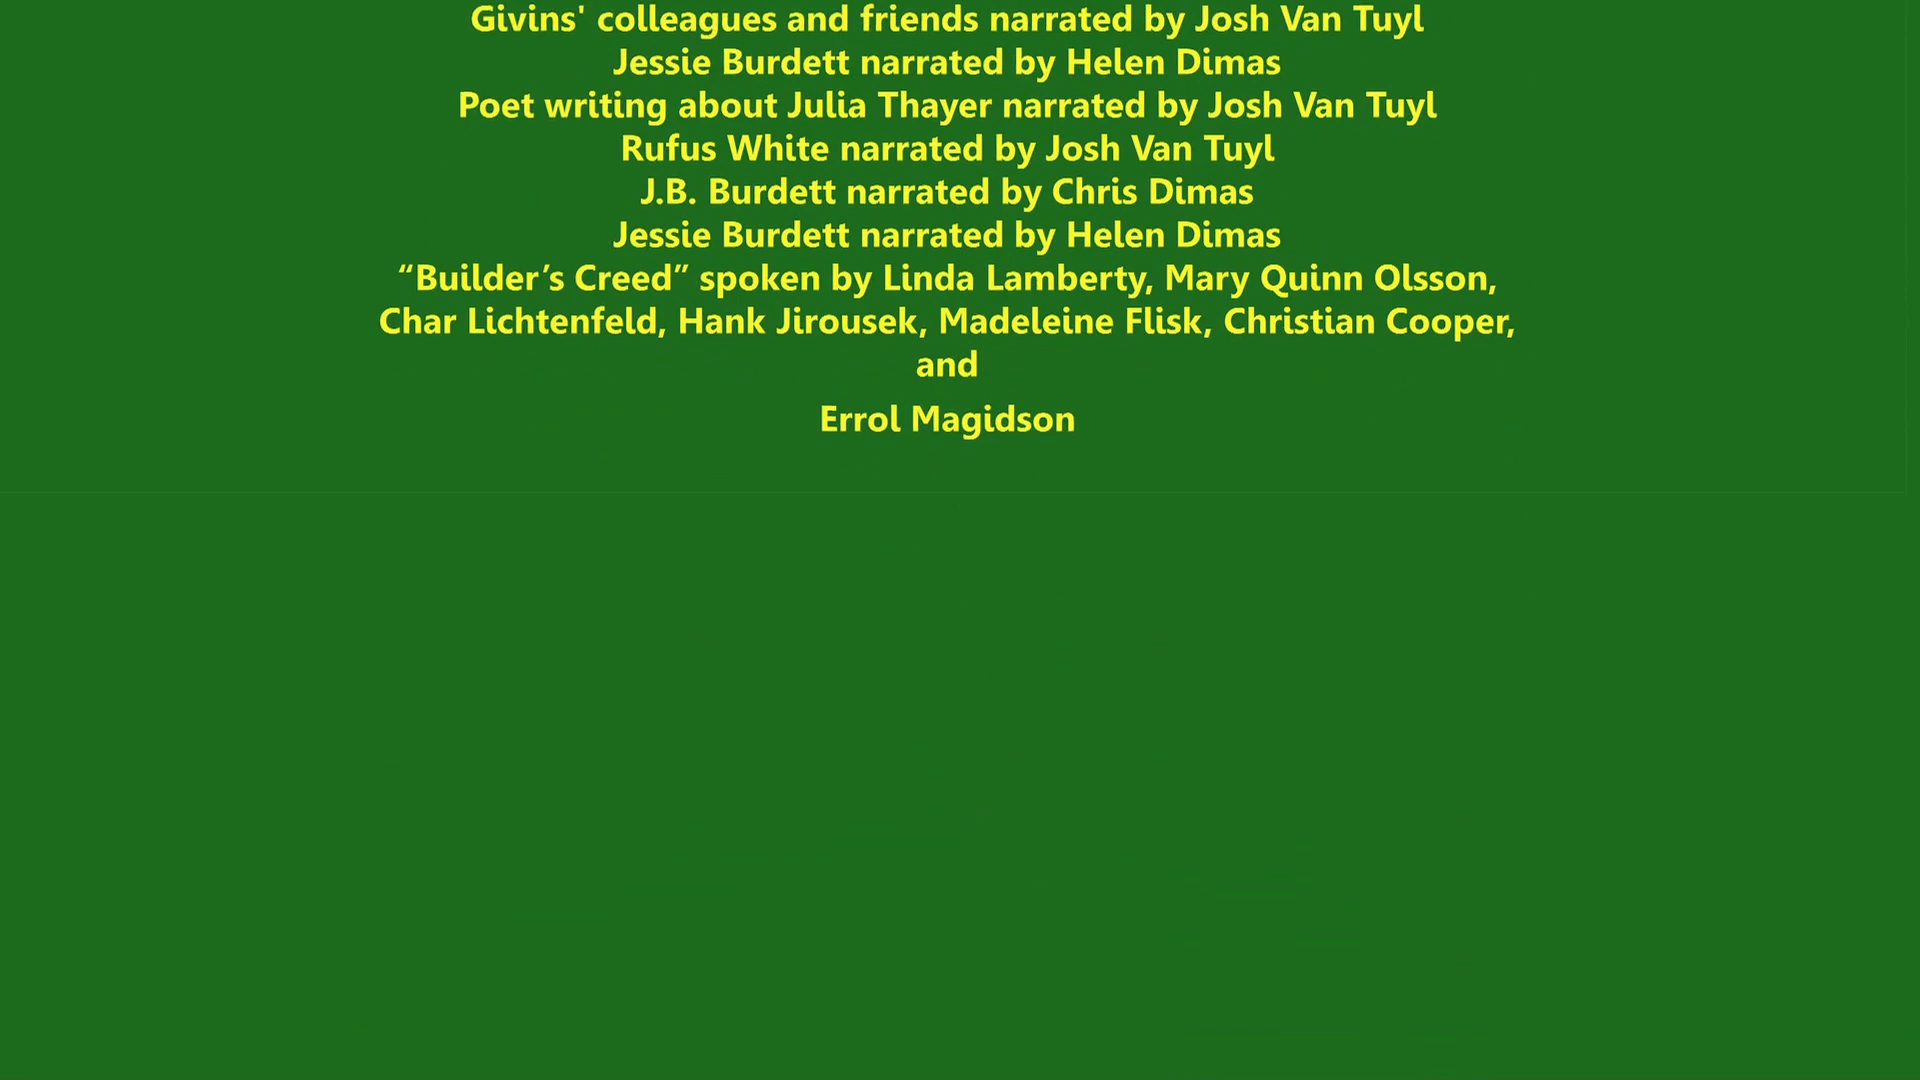 Givins' colleagues and friends narrated by Josh Van Tuyl
Jessie Burdett narrated by Helen Dimas
Poet writing about Julia Thayer narrated by Josh Van Tuyl
Rufus White narrated by Josh Van Tuyl
J.B. Burdett narrated by Chris Dimas
Jessie Burdett narrated by Helen Dimas
“Builder’s Creed” spoken by Linda Lamberty, Mary Quinn Olsson,
Char Lichtenfeld, Hank Jirousek, Madeleine Flisk, Christian Cooper,
and
Errol Magidson